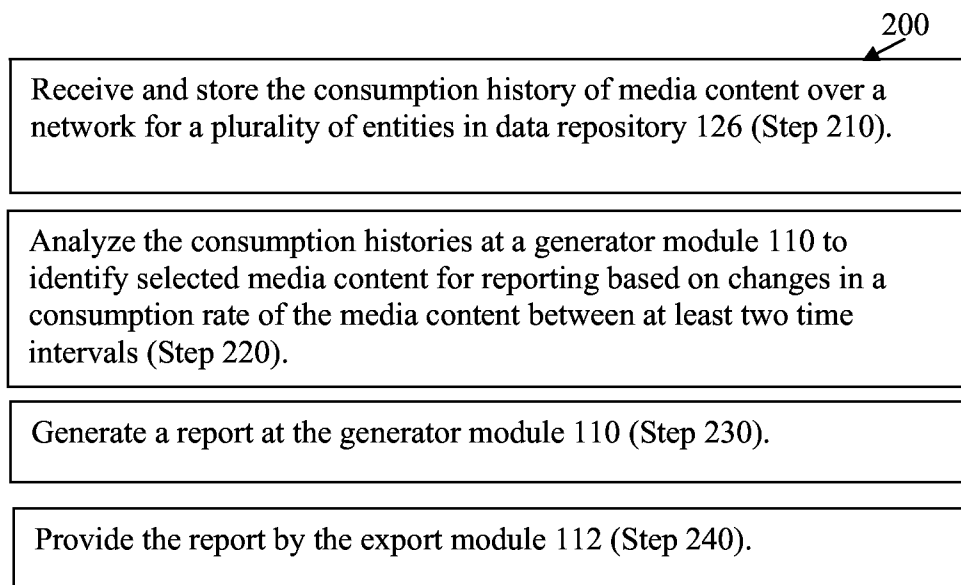 200
Receive and store the consumption history of media content over a
network for a plurality of entities in data repository 126 (Step 210).
Analyze the consumption histories at a generator module 110 to
identify selected media content for reporting based on changes in a
consumption rate of the media content between at least two time
intervals (Step 220).
Generate a report at the generator module 110 (Step 230).
Provide the report by the export module 112 (Step 240).